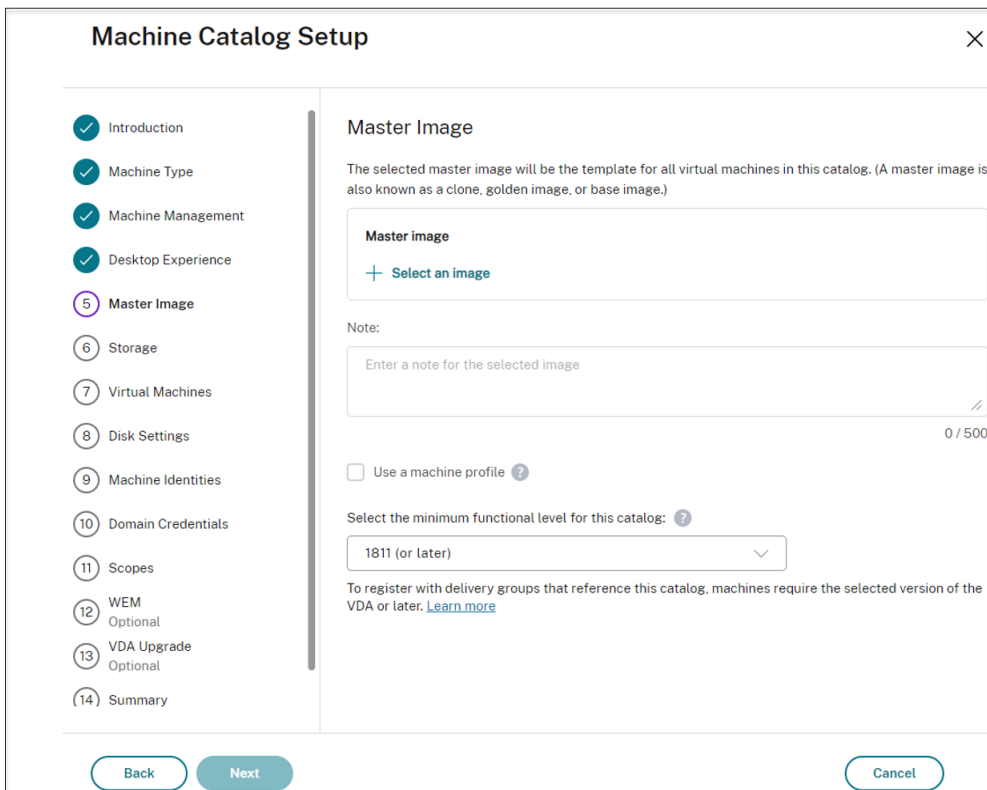 Machine Catalog Setup
Introduction
Machine Type
Machine Management
Desktop Experience
5 Master Image
6 Storage
7 Virtual Machines
8 Disk Settings
9 Machine Identities
10 Domain Credentials
11 Scopes
12 WEM
Optional
13 VDA Upgrade
Optional
14 Summary
Master Image
The selected master image will be the template for all virtual machines in this catalog. (A master image is
also known as a clone, golden image, or base image.)
Master image
+ Select an image
Note:
Enter a note for the selected image
0 / 500
Use a machine profile ?
Select the minimum functional level for this catalog: ?
1811 (or later)
To register with delivery groups that reference this catalog, machines require the selected version of the
VDA or later. Learn more
Back
Next
Cancel